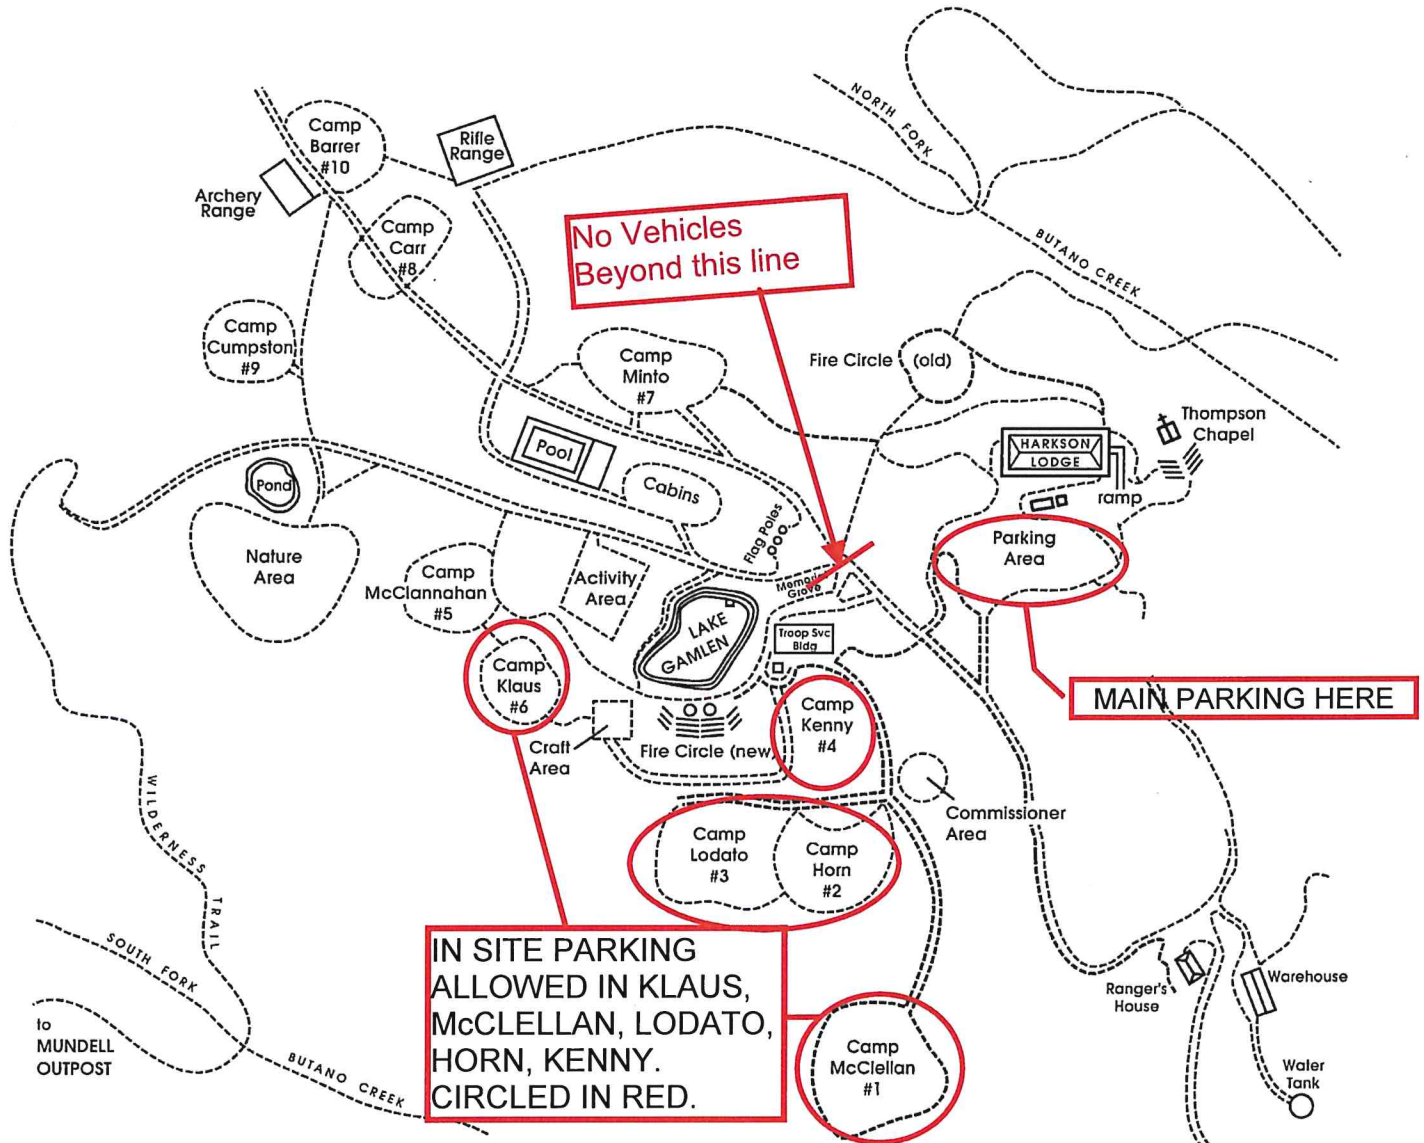 NORTH FORK
Camp
Barrer
#10
Rifle
Range
Archery
Range
Camp
Carr
#8
No Vehicles
Beyond this line
BUTANO CREEK
Camp
Cumpston
#9
Camp
Minto
#7
Fire Circle (old)
Thompson
Chapel
HARKSON
LODGE
ramp
Pool
Cabins
Pond
Flag Poles
Parking
Area
Nature
Area
Camp
McClannahan
#5
Activity
Area
Memorial
Grove
LAKE
GAMLEN
Troop Svc
Bldg
Camp
Klaus
#6
Camp
Kenny
#4
MAIN PARKING HERE
Craft
Area
Fire Circle (new)
Commissioner
Area
WILDERNESS TRAIL
Camp
Lodato
#3
Camp
Horn
#2
SOUTH FORK
IN SITE PARKING
ALLOWED IN KLAUS,
McCLELLAN, LODATO,
HORN, KENNY.
CIRCLED IN RED.
Ranger's
House
Warehouse
to
MUNDELL
OUTPOST
BUTANO CREEK
Camp
McClellan
#1
Water
Tank